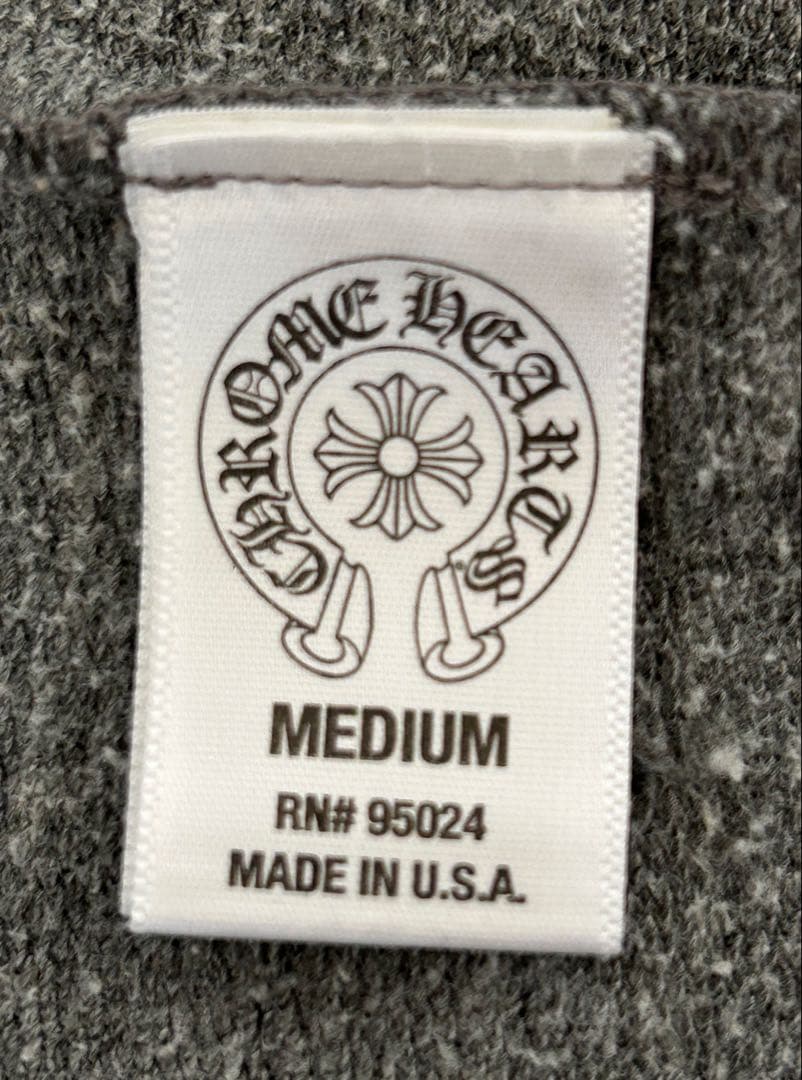 CHROME HEARTS
MEDIUM
RN# 95024
MADE IN U.S.A.